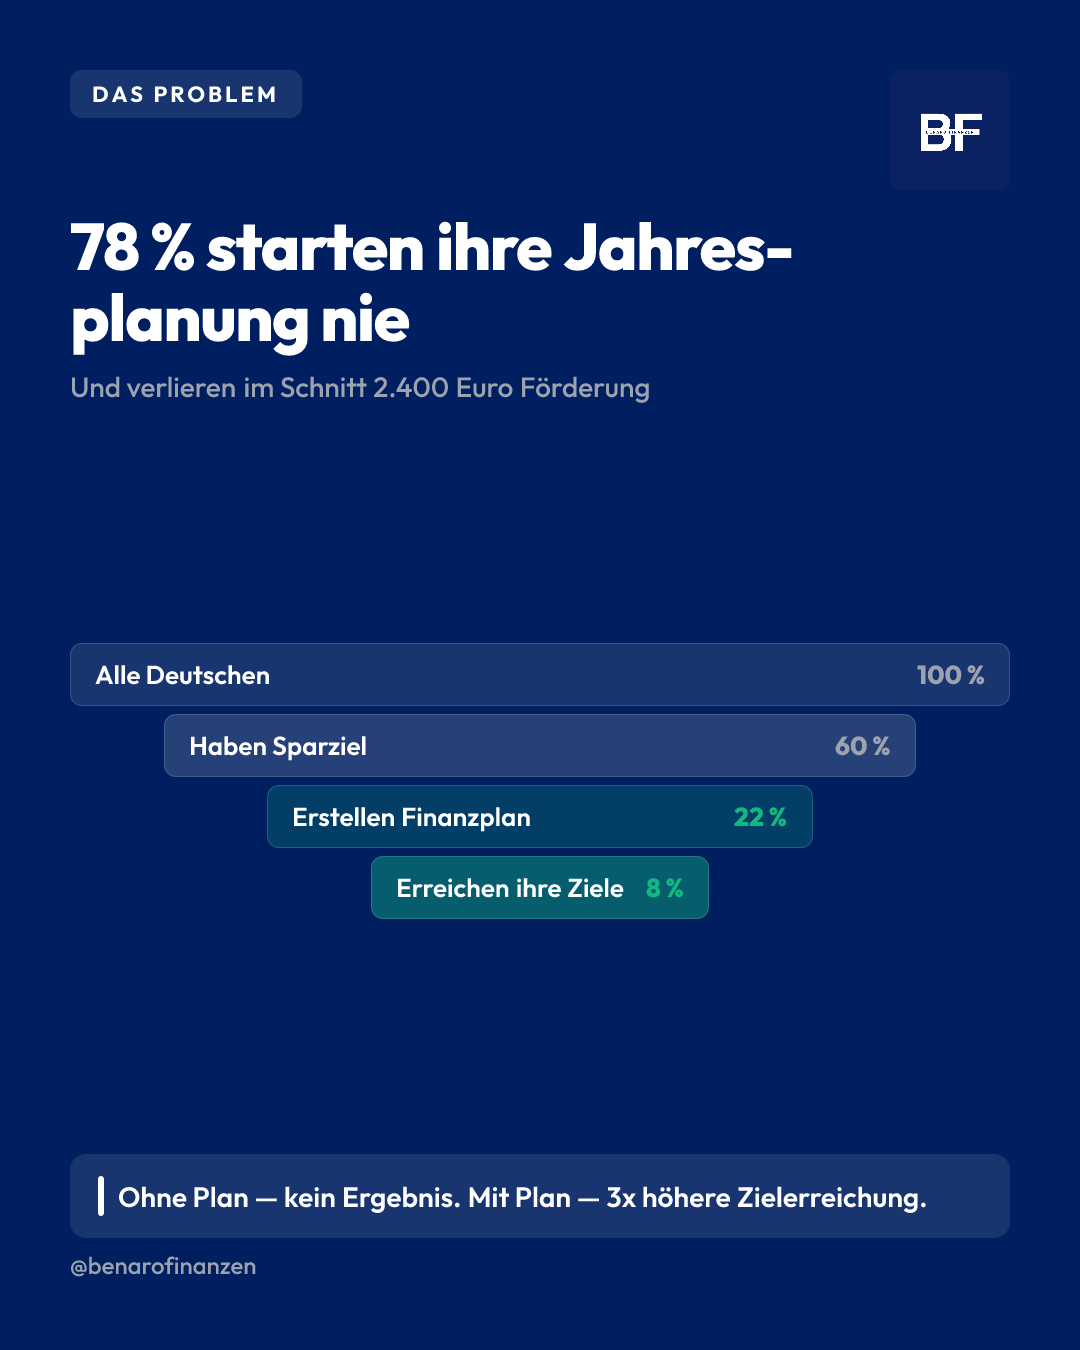 DAS PROBLEM
BF
78 % starten ihre Jahres-
planung nie
Und verlieren im Schnitt 2.400 Euro Förderung
Alle Deutschen 100 %
Haben Sparziel 60 %
Erstellen Finanzplan 22 %
Erreichen ihre Ziele 8 %
Ohne Plan — kein Ergebnis. Mit Plan — 3x höhere Zielerreichung.
@benarofinanzen